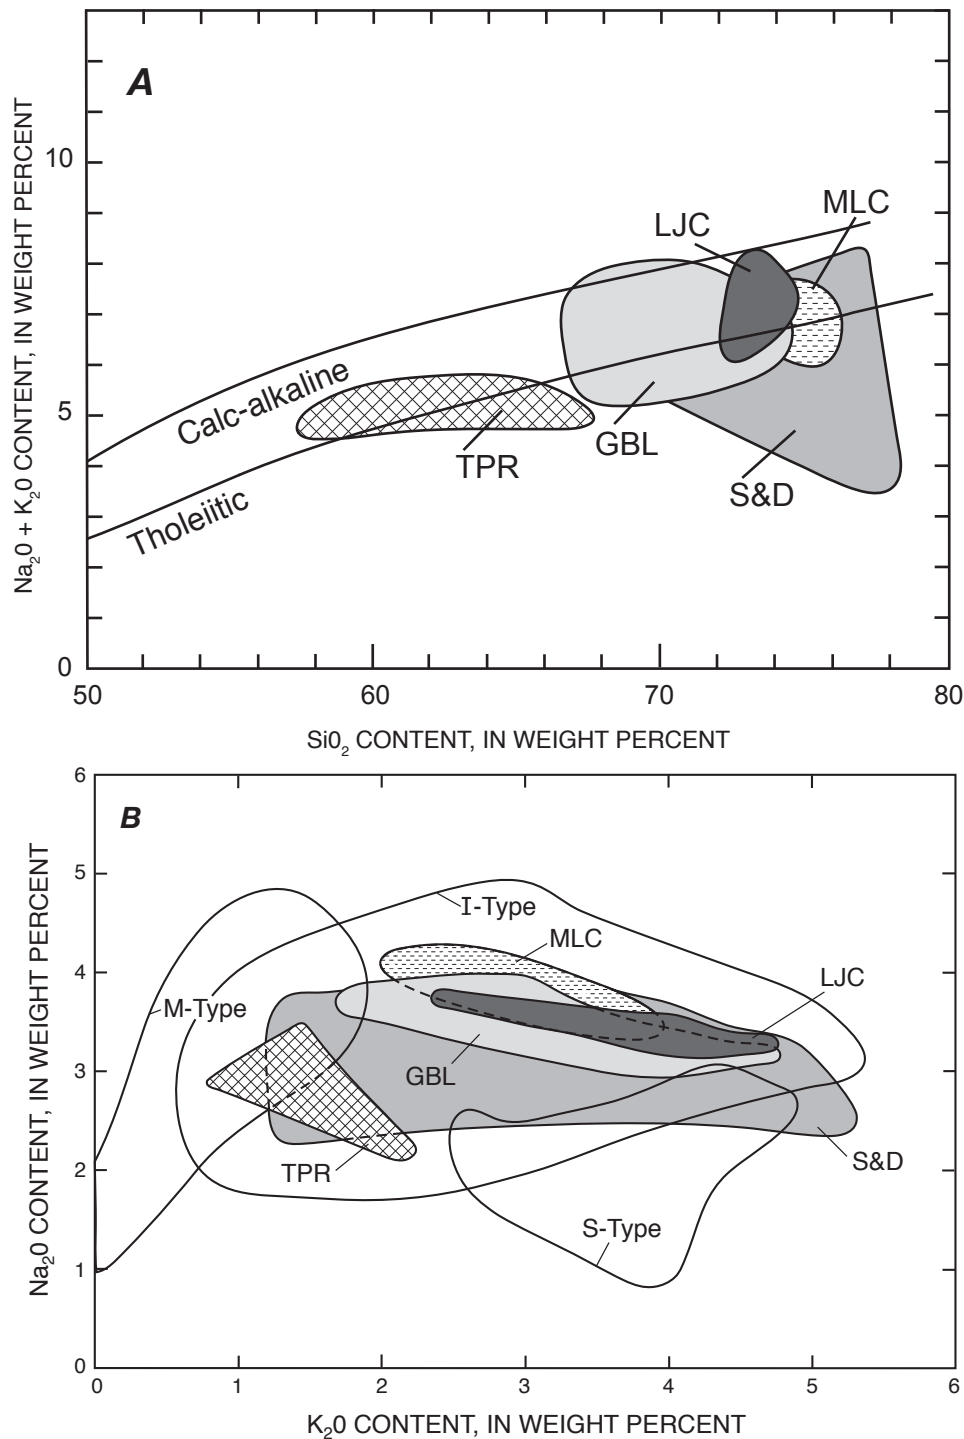 A
Na₂0 + K₂0 CONTENT, IN WEIGHT PERCENT
10
5
0
MLC
LJC
Calc-alkaline
TPR
GBL
S&D
Tholeiitic
50
60
70
80
Si0₂ CONTENT, IN WEIGHT PERCENT
B
Na₂0 CONTENT, IN WEIGHT PERCENT
6
5
4
3
2
1
0
I-Type
MLC
LJC
M-Type
GBL
TPR
S&D
S-Type
0
1
2
3
4
5
6
K₂0 CONTENT, IN WEIGHT PERCENT